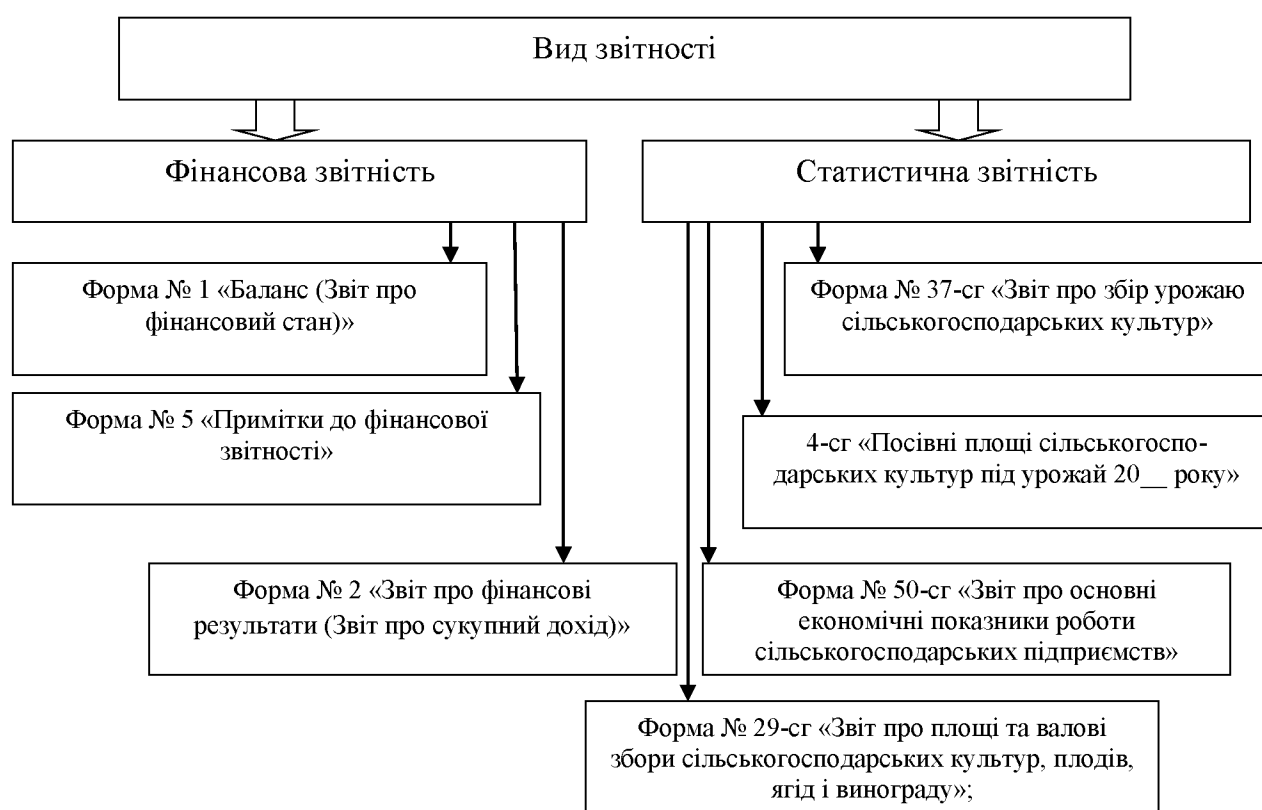 Вид звітності
Фінансова звітність
Статистична звітність
Форма № 1 «Баланс (Звіт про
фінансовий стан)»
Форма № 37-сг «Звіт про збір урожаю
сільськогосподарських культур»
Форма № 5 «Примітки до фінансової
звітності»
4-сг «Посівні площі сільськогоспо-
дарських культур під урожай 20__ року»
Форма № 2 «Звіт про фінансові
результати (Звіт про сукупний дохід)»
Форма № 50-сг «Звіт про основні
економічні показники роботи
сільськогосподарських підприємств»
Форма № 29-сг «Звіт про площі та валові
збори сільськогосподарських культур, плодів,
ягід і винограду»;